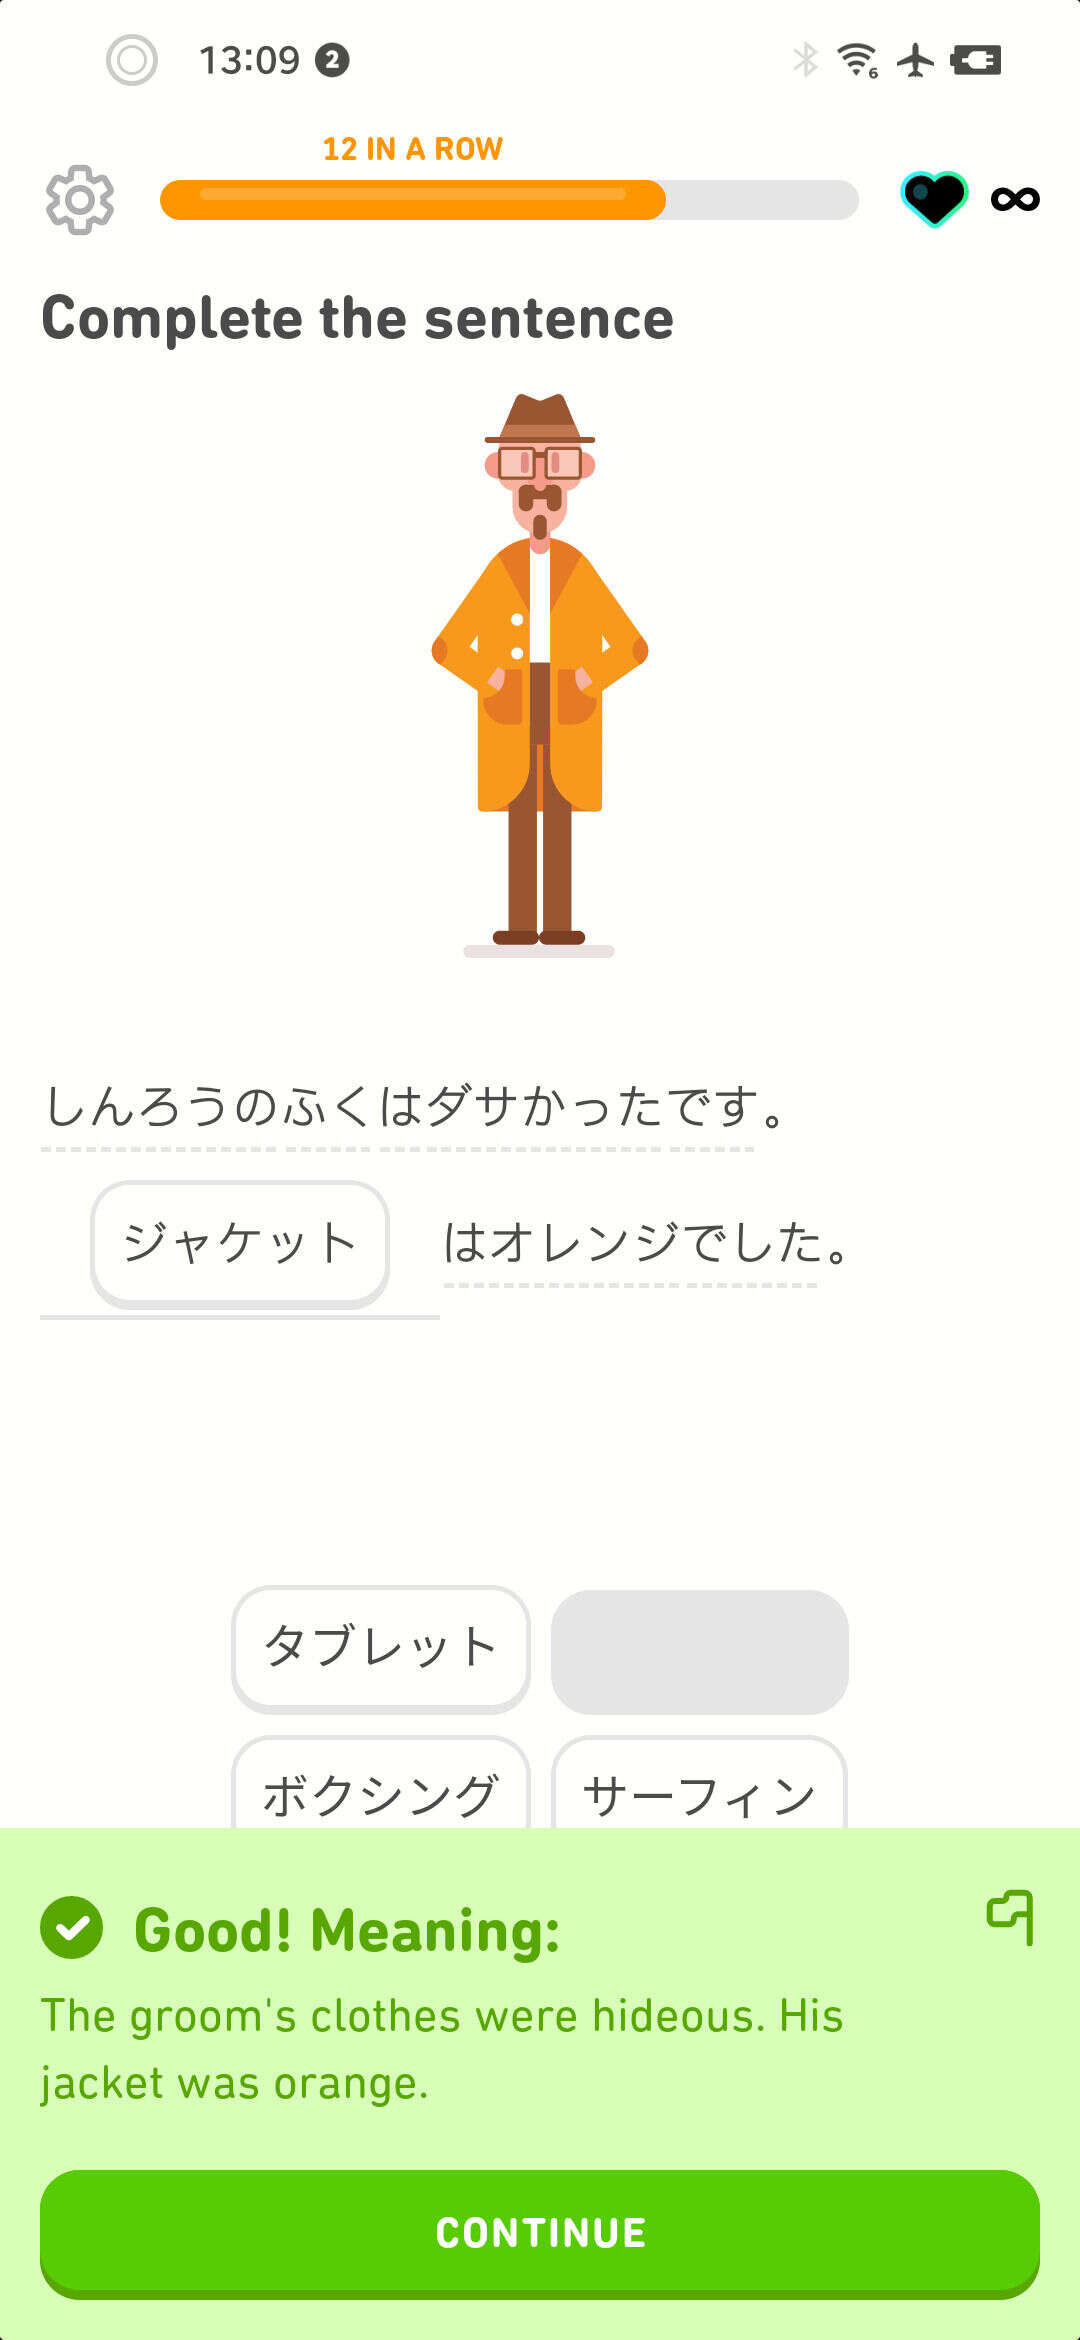 13:09 2
6
12 IN A ROW
Complete the sentence
しんろうのふくはダサかったです。
ジャケット はオレンジでした。
タブレット
ボクシング サーフィン
Good! Meaning:
The groom's clothes were hideous. His
jacket was orange.
CONTINUE